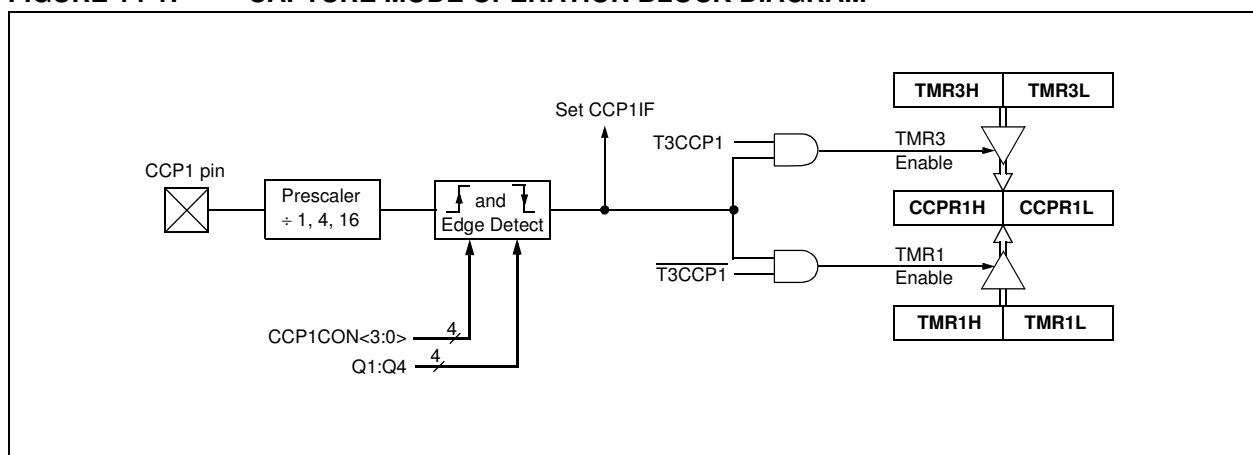 CCP1 pin
Prescaler
÷ 1, 4, 16
and
Edge Detect
Set CCP1IF
CCP1CON<3:0>
4
Q1:Q4
4
T3CCP1
T3CCP1
TMR3
Enable
TMR1
Enable
TMR3H TMR3L
CCPR1H CCPR1L
TMR1H TMR1L